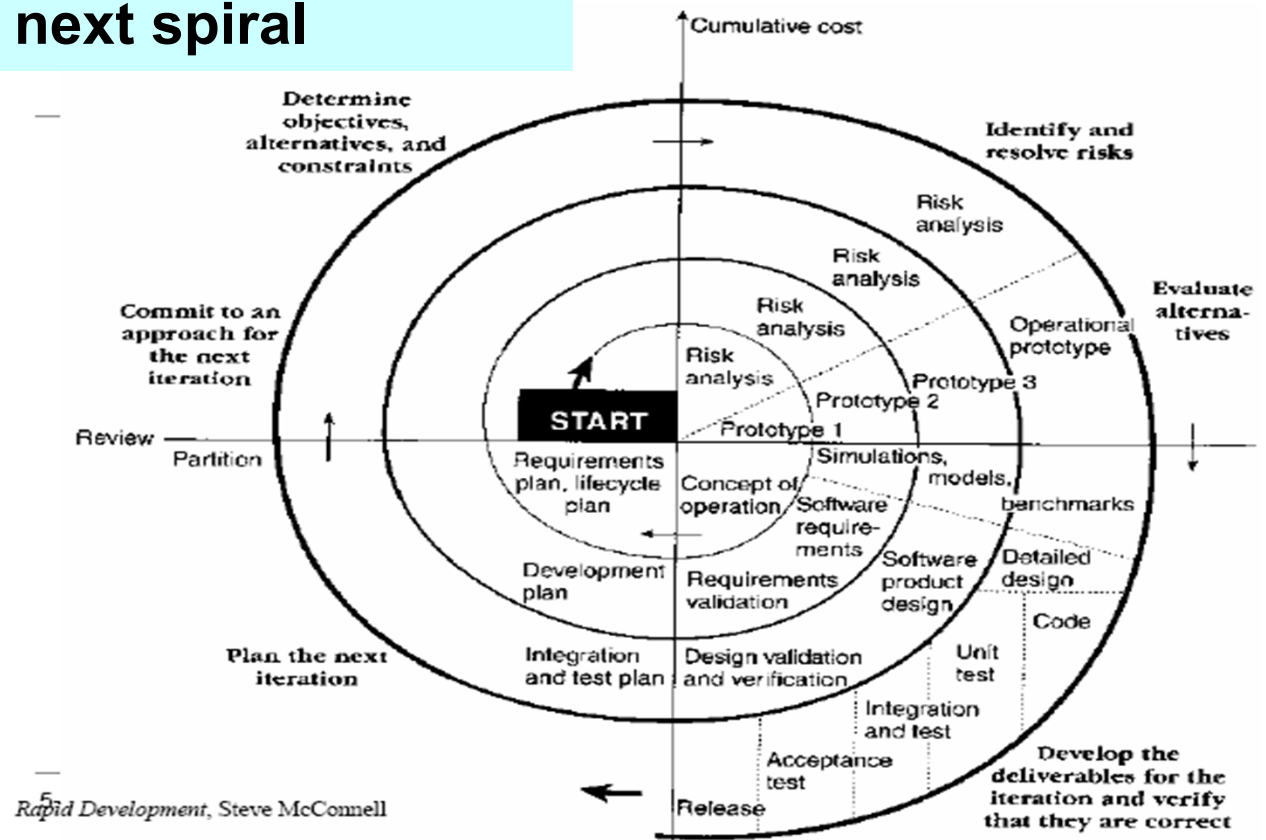 next spiral
Cumulative cost
Determine
objectives,
alternatives, and
constraints
Identify and
resolve risks
Risk
analysis
Risk
analysis
Risk
analysis
Risk
analysis
Evaluate
alterna-
tives
Commit to an
approach for
the next
iteration
Operational
prototype
Prototype 3
Prototype 2
Prototype 1
START
Review
Partition
Requirements
plan, lifecycle
plan
Concept of
operation
Simulations,
models,
benchmarks
Software
require-
ments
Software
product
design
Detailed
design
Development
plan
Requirements
validation
Code
Unit
test
Plan the next
iteration
Integration
and test plan
Design validation
and verification
Integration
and test
Acceptance
test
Release
Develop the
deliverables for the
iteration and verify
that they are correct
5
Rapid Development, Steve McConnell